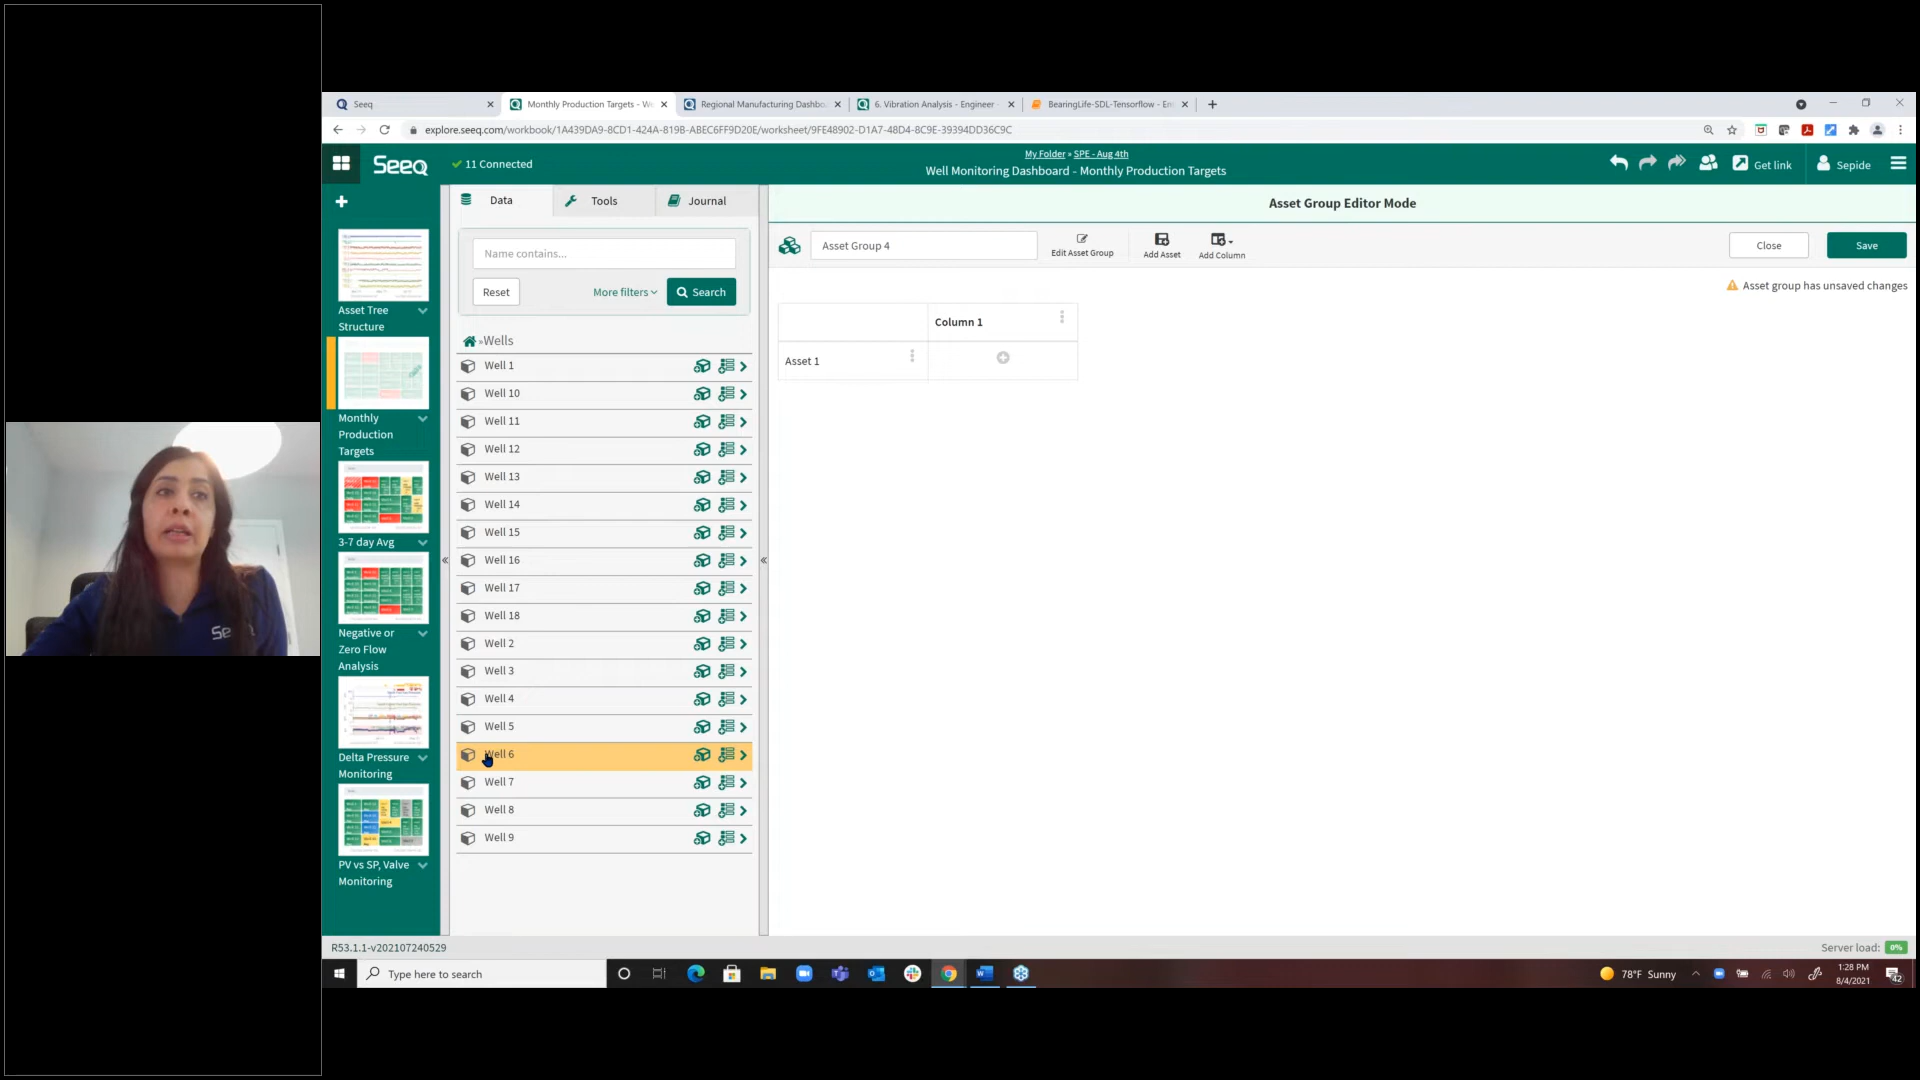 Seeq
Monthly Production Targets - We
Regional Manufacturing Dashbo
6. Vibration Analysis - Engineer
BearingLife-SDL-Tensorflow - En
explore.seeq.com/workbook/1A439DA9-8CD1-424A-819B-ABEC6FF9D20E/worksheet/9FE48902-D1A7-48D4-8C9E-39394DD36C9C
Seeq
11 Connected
My Folder » SPE - Aug 4th
Well Monitoring Dashboard - Monthly Production Targets
Get link
Sepide
Data
Tools
Journal
Asset Group Editor Mode
Name contains...
Asset Group 4
Edit Asset Group
Add Asset
Add Column
Close
Save
Reset
More filters
Search
Asset group has unsaved changes
Asset Tree
Structure
Monthly
Production
Targets
3-7 day Avg
Negative or
Zero Flow
Analysis
Delta Pressure
Monitoring
PV vs SP, Valve
Monitoring
»Wells
Well 1
Well 10
Well 11
Well 12
Well 13
Well 14
Well 15
Well 16
Well 17
Well 18
Well 2
Well 3
Well 4
Well 5
Well 6
Well 7
Well 8
Well 9
Column 1
Asset 1
R53.1.1-v202107240529
Server load: 0%
Type here to search
78°F Sunny
1:28 PM
8/4/2021
42